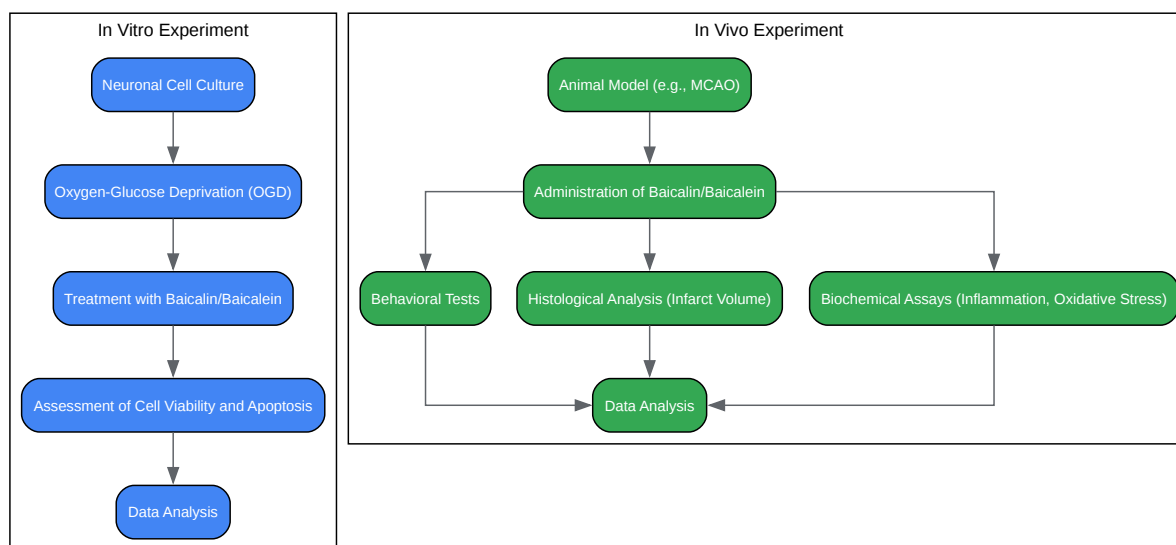 In Vitro Experiment
Neuronal Cell Culture
Oxygen-Glucose Deprivation (OGD)
Treatment with Baicalin/Baicalein
Assessment of Cell Viability and Apoptosis
Data Analysis
In Vivo Experiment
Animal Model (e.g., MCAO)
Administration of Baicalin/Baicalein
Behavioral Tests
Histological Analysis (Infarct Volume)
Biochemical Assays (Inflammation, Oxidative Stress)
Data Analysis